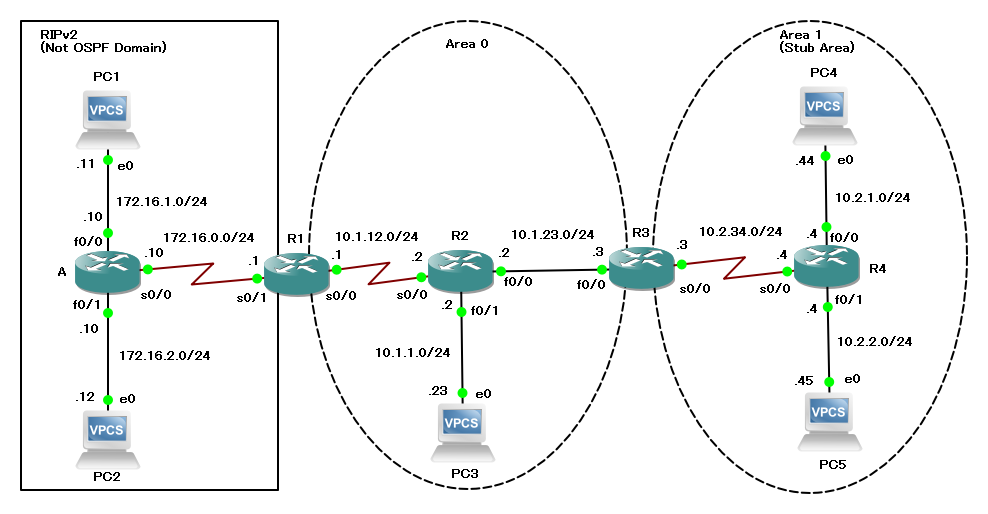 RIPv2
(Not OSPF Domain)
Area 0
Area 1
(Stub Area)
PC1
VPCS
.11
e0
172.16.1.0/24
.10
f0/0
A
.10
172.16.0.0/24
s0/0
f0/1
.10
172.16.2.0/24
.12
e0
VPCS
PC2
.1
s0/1
R1
.1
10.1.12.0/24
s0/0
R2
.2
s0/0
.2
10.1.23.0/24
f0/0
.2
f0/1
10.1.1.0/24
.23
e0
VPCS
PC3
R3
.3
f0/0
.3
10.2.34.0/24
s0/0
PC4
VPCS
.44
e0
10.2.1.0/24
.4
f0/0
.4
s0/0
R4
f0/1
.4
10.2.2.0/24
.45
e0
VPCS
PC5